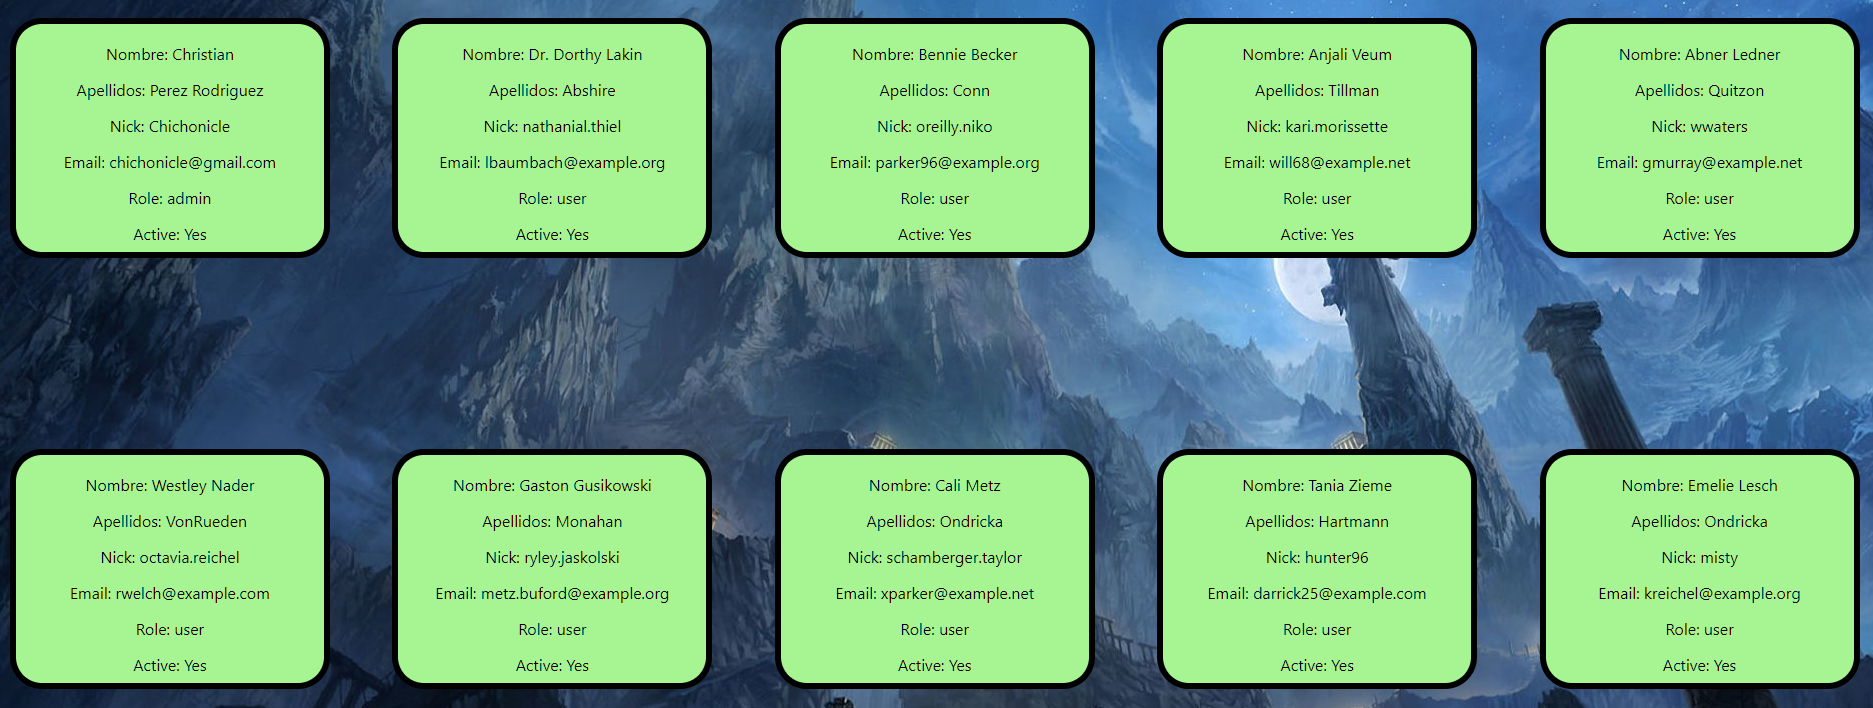 Nombre: Christian
Apellidos: Perez Rodriguez
Nick: Chichonicle
Email: chichonicle@gmail.com
Role: admin
Active: Yes
Nombre: Dr. Dorthy Lakin
Apellidos: Abshire
Nick: nathanial.thiel
Email: lbaumbach@example.org
Role: user
Active: Yes
Nombre: Bennie Becker
Apellidos: Conn
Nick: oreilly.niko
Email: parker96@example.org
Role: user
Active: Yes
Nombre: Anjali Veum
Apellidos: Tillman
Nick: kari.morissette
Email: will68@example.net
Role: user
Active: Yes
Nombre: Abner Ledner
Apellidos: Quitzon
Nick: wwaters
Email: gmurray@example.net
Role: user
Active: Yes
Nombre: Westley Nader
Apellidos: VonRueden
Nick: octavia.reichel
Email: rwelch@example.com
Role: user
Active: Yes
Nombre: Gaston Gusikowski
Apellidos: Monahan
Nick: ryley.jaskolski
Email: metz.buford@example.org
Role: user
Active: Yes
Nombre: Cali Metz
Apellidos: Ondricka
Nick: schamberger.taylor
Email: xparker@example.net
Role: user
Active: Yes
Nombre: Tania Zieme
Apellidos: Hartmann
Nick: hunter96
Email: darrick25@example.com
Role: user
Active: Yes
Nombre: Emelie Lesch
Apellidos: Ondricka
Nick: misty
Email: kreichel@example.org
Role: user
Active: Yes